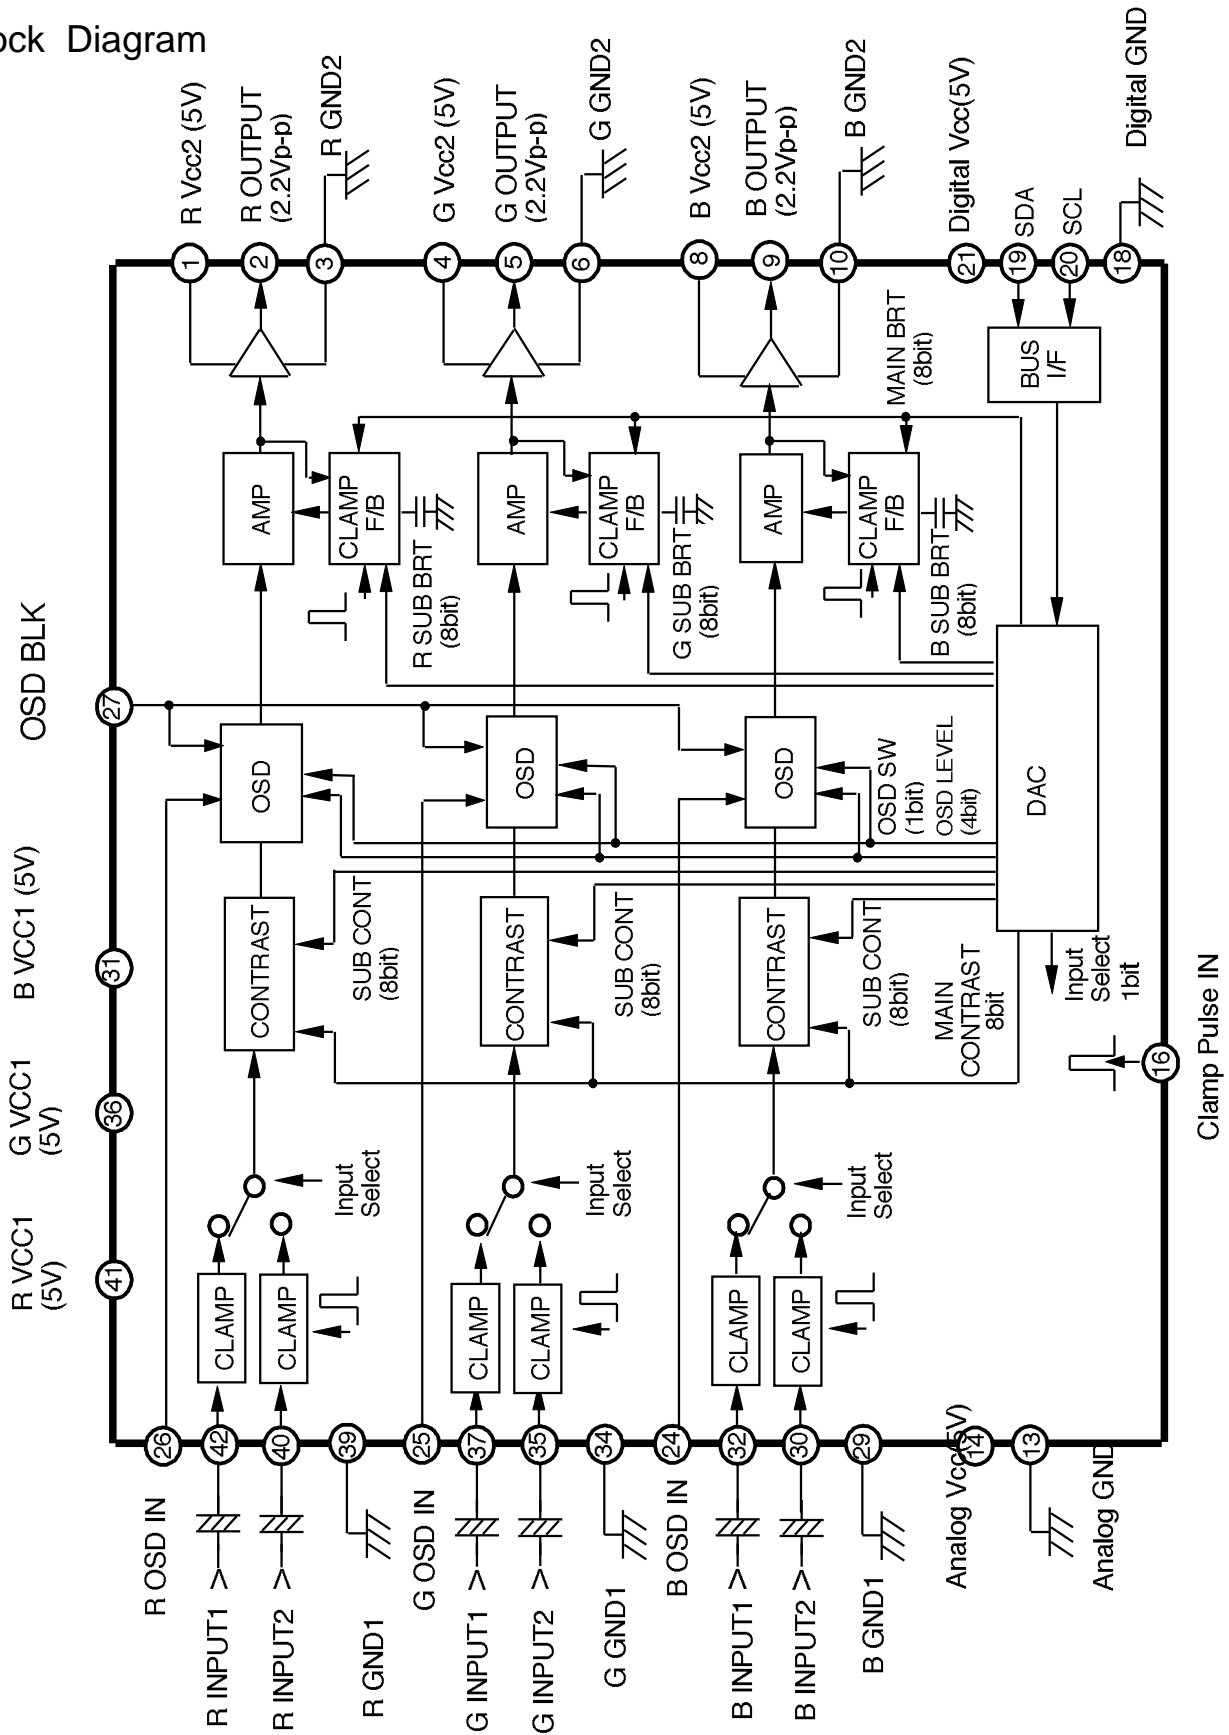 ock Diagram
OSD BLK
27
B VCC1 (5V)
31
G VCC1
(5V)
36
R VCC1
(5V)
41
R Vcc2 (5V)
1
R OUTPUT
(2.2Vp-p)
2
R GND2
3
G Vcc2 (5V)
4
G OUTPUT
(2.2Vp-p)
5
G GND2
6
B Vcc2 (5V)
8
B OUTPUT
(2.2Vp-p)
9
B GND2
10
Digital Vcc(5V)
21
SDA
19
SCL
20
Digital GND
18
BUS
I/F
MAIN BRT
(8bit)
AMP
CLAMP
F/B
R SUB BRT
(8bit)
AMP
CLAMP
F/B
G SUB BRT
(8bit)
AMP
CLAMP
F/B
B SUB BRT
(8bit)
OSD
OSD
OSD
OSD SW
(1bit)
OSD LEVEL
(4bit)
DAC
CONTRAST
SUB CONT
(8bit)
CONTRAST
SUB CONT
(8bit)
CONTRAST
SUB CONT
(8bit)
MAIN
CONTRAST
8bit
Input
Select
1bit
16
Clamp Pulse IN
Input
Select
Input
Select
Input
Select
CLAMP
CLAMP
CLAMP
CLAMP
CLAMP
CLAMP
26
R OSD IN
42
R INPUT1
40
R INPUT2
39
R GND1
25
G OSD IN
37
G INPUT1
35
G INPUT2
34
G GND1
24
B OSD IN
32
B INPUT1
30
B INPUT2
29
B GND1
14
Analog Vcc(5V)
13
Analog GND